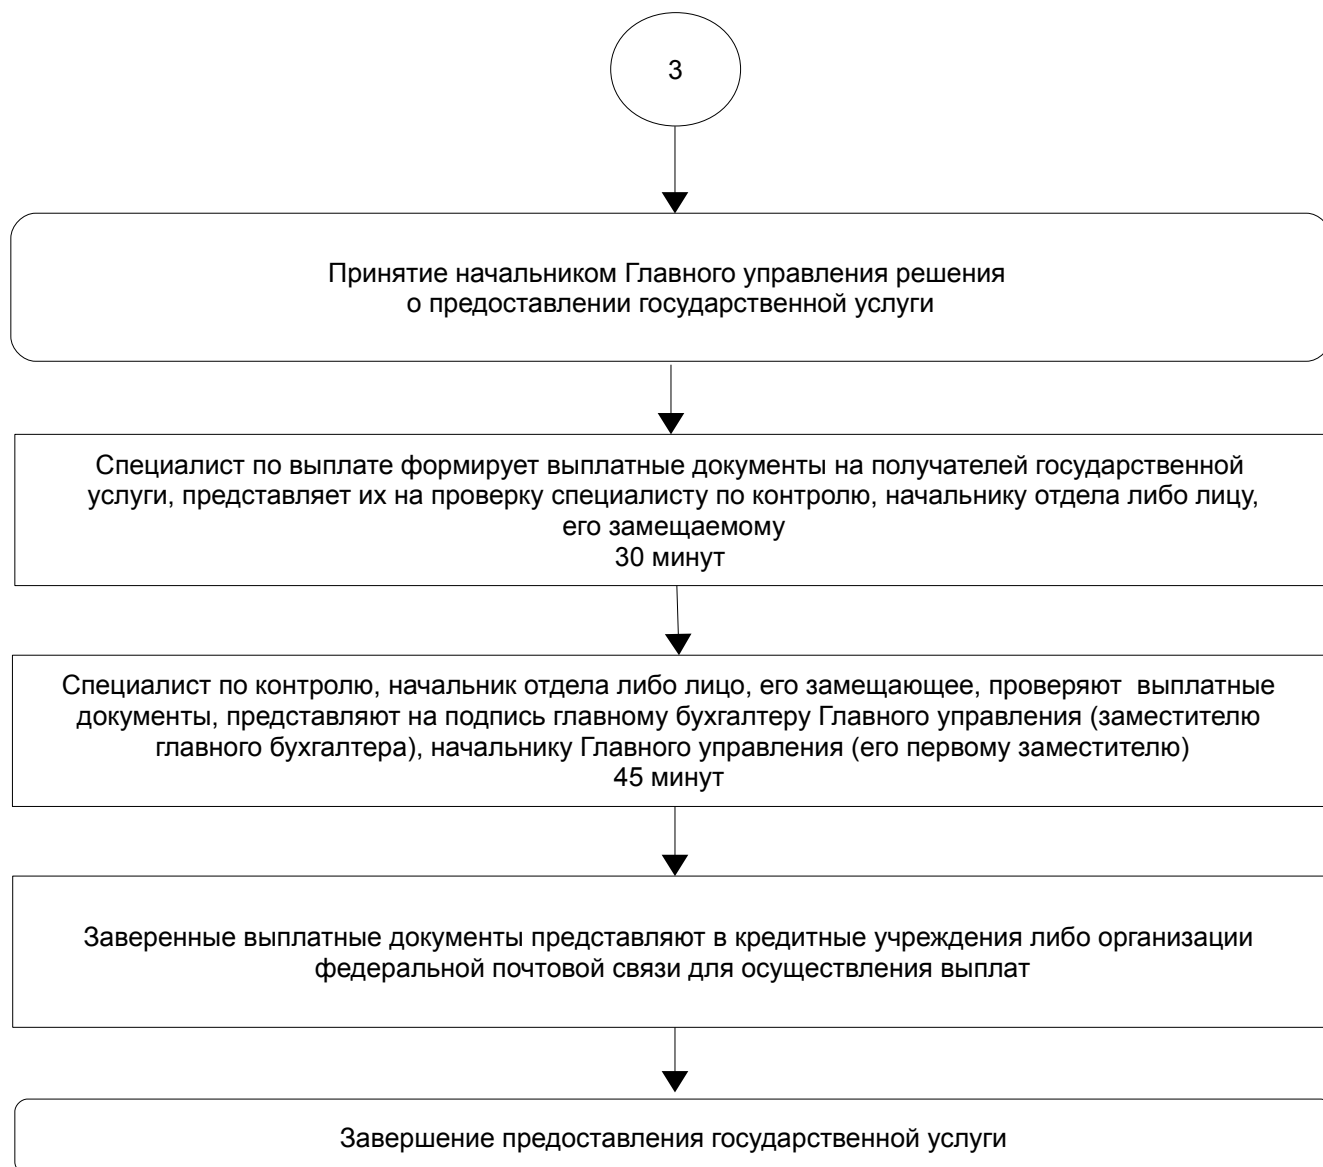 3
Принятие начальником Главного управления решения
о предоставлении государственной услуги
Специалист по выплате формирует выплатные документы на получателей государственной
услуги, представляет их на проверку специалисту по контролю, начальнику отдела либо лицу,
его замещаемому
30 минут
Специалист по контролю, начальник отдела либо лицо, его замещающее, проверяют  выплатные
документы, представляют на подпись главному бухгалтеру Главного управления (заместителю
главного бухгалтера), начальнику Главного управления (его первому заместителю)
45 минут
Заверенные выплатные документы представляют в кредитные учреждения либо организации
федеральной почтовой связи для осуществления выплат
Завершение предоставления государственной услуги